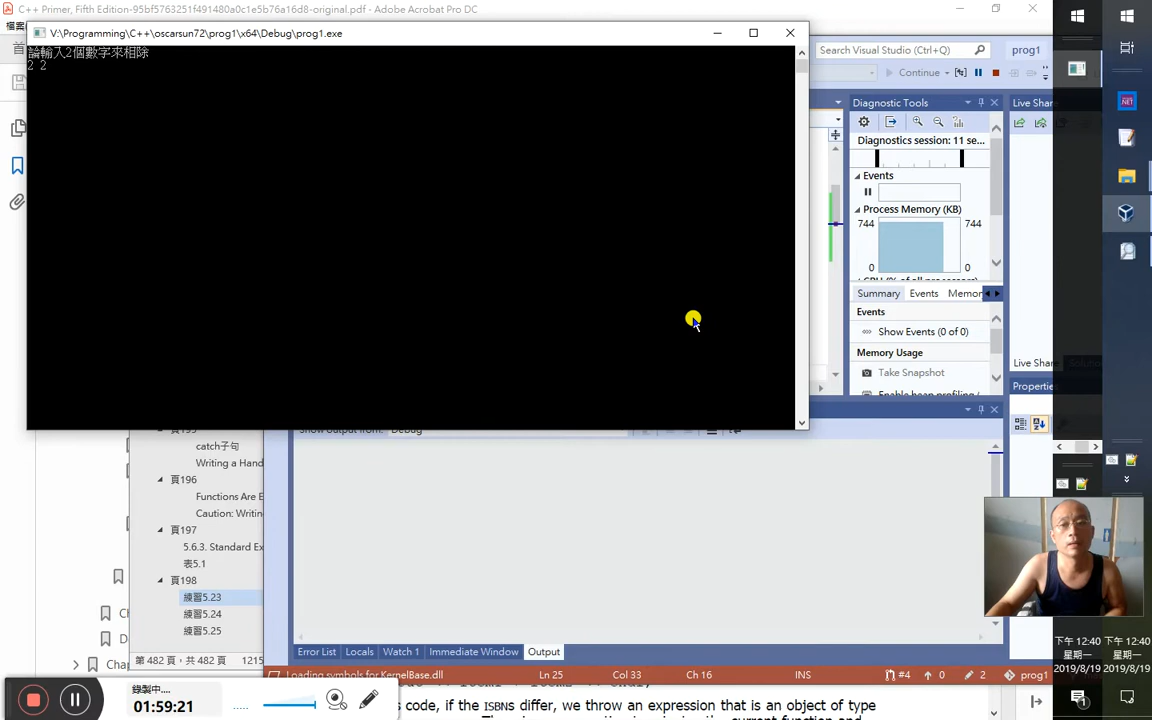 C++ Primer, Fifth Edition-95bf5763251f491480a0c1e5b76a16d8-original.pdf - Adobe Acrobat Pro DC
V:\Programming\C++\oscarsun72\prog1\x64\Debug\prog1.exe
論輸入2個數字來相除
2 2
Search Visual Studio (Ctrl+Q)
prog1
Continue
Diagnostic Tools
Live Share
Diagnostics session: 11 se...
Events
Process Memory (KB)
744
744
0
0
Summary
Events
Memor
Events
Show Events (0 of 0)
Memory Usage
Take Snapshot
Live Share
Properties
catch子句
Writing a Hand
頁196
Functions Are E
Caution: Writin
頁197
5.6.3. Standard Ex
表5.1
頁198
練習5.23
練習5.24
練習5.25
第 482 頁，共 482 頁
1215
Error List
Locals
Watch 1
Immediate Window
Output
Loading symbols for KernelBase.dll
Ln 25
Col 33
Ch 16
INS
#4
0
2
prog1
錄製中....
01:59:21
s code, if the ISBNs differ, we throw an expression that is an object of type
下午 12:40
星期一
2019/8/19
下午 12:40
星期一
2019/8/19